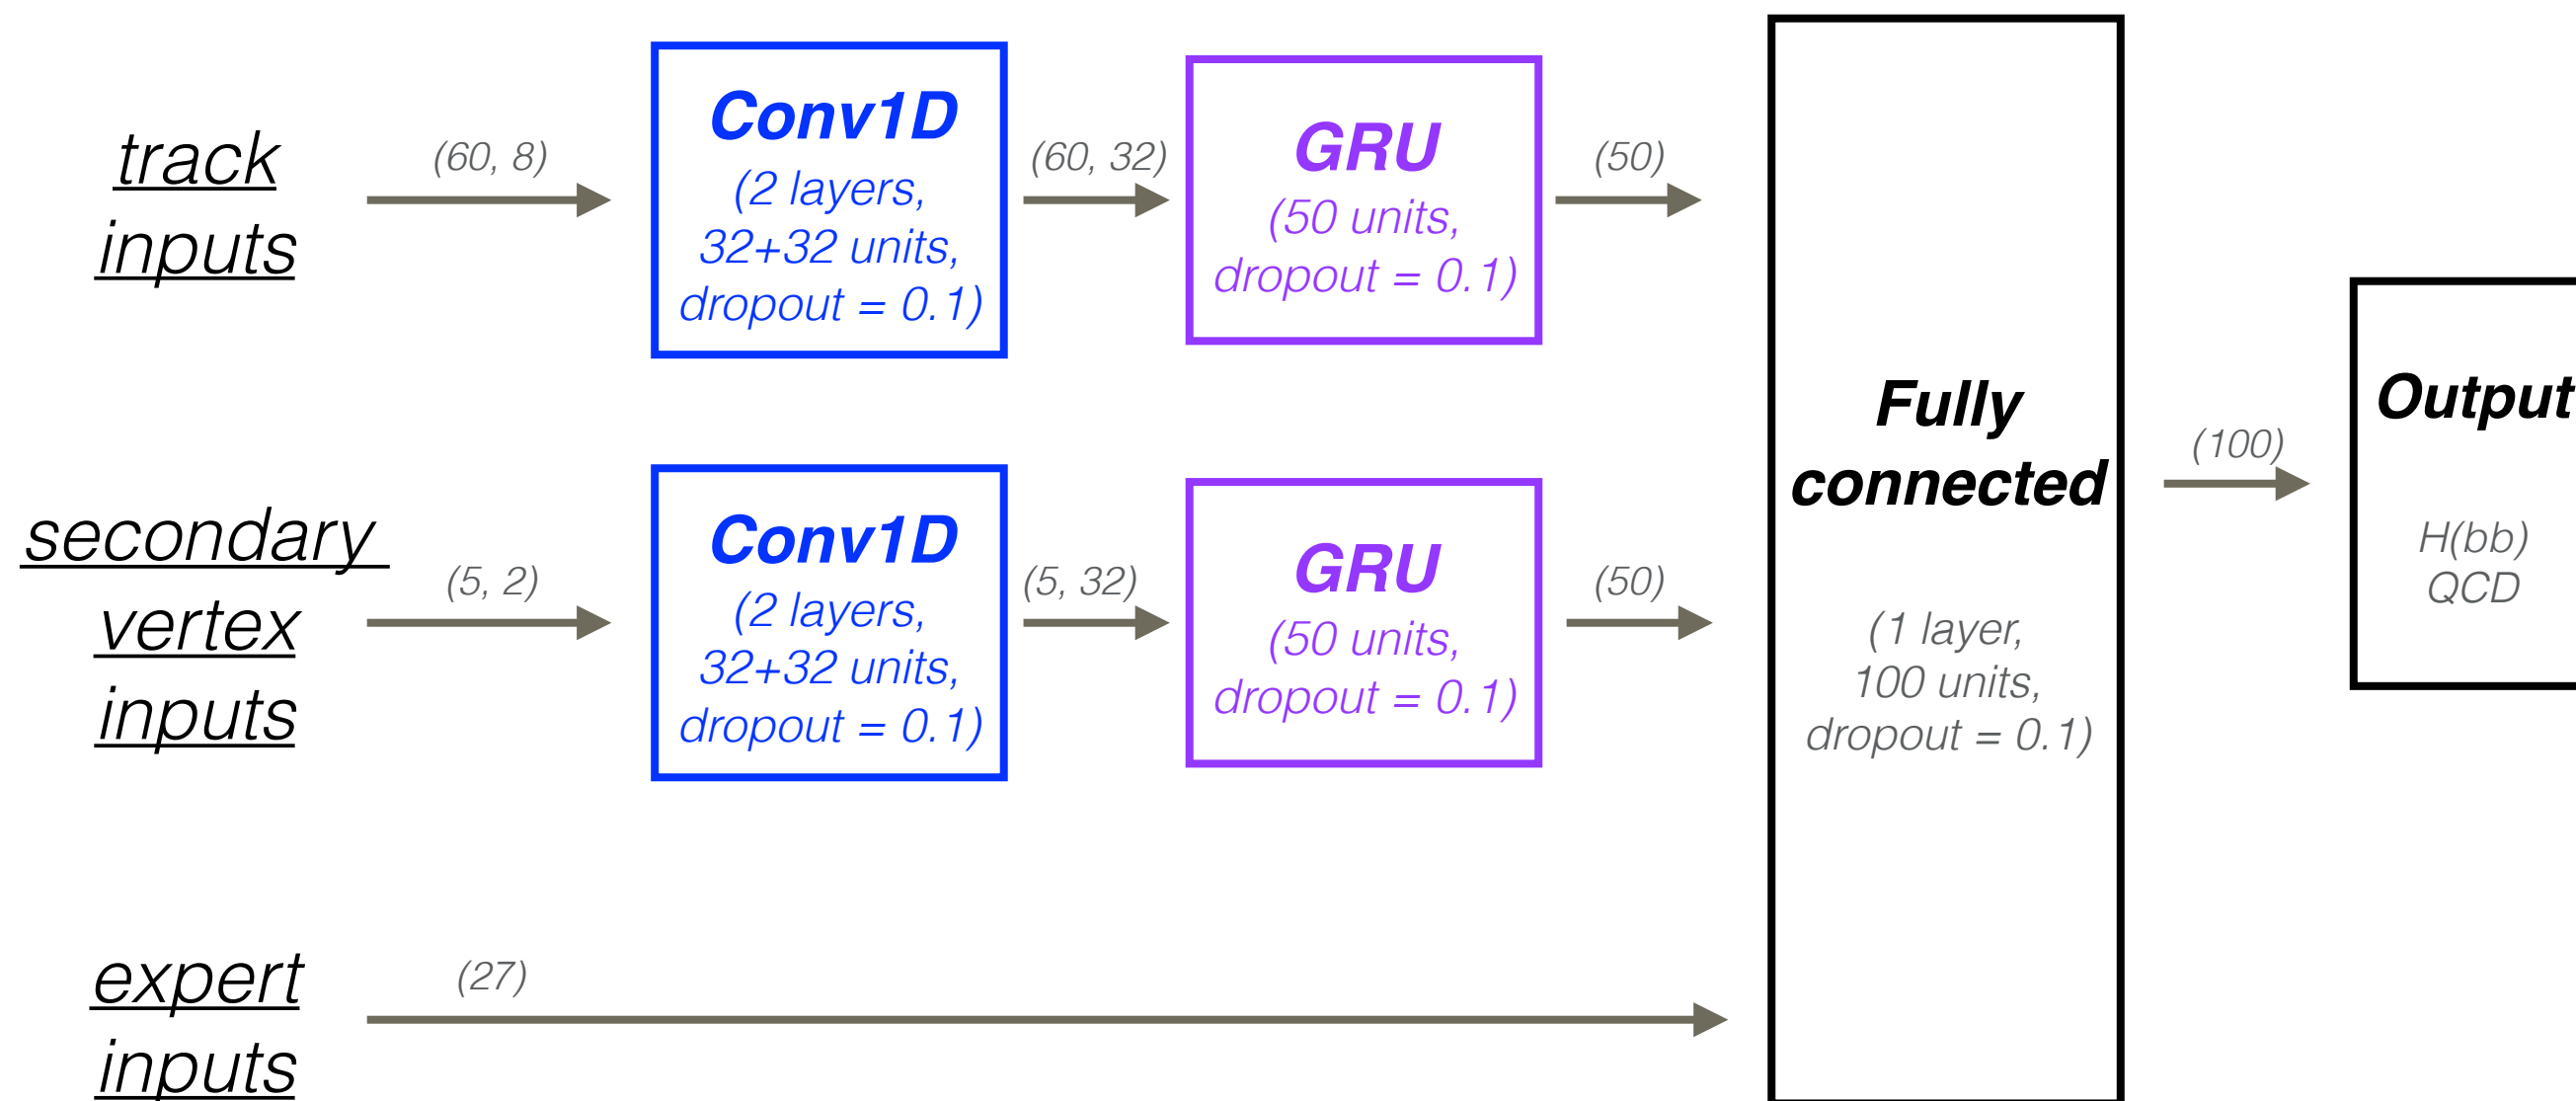 track
inputs
(60, 8)
Conv1D
(2 layers,
32+32 units,
dropout = 0.1)
(60, 32)
GRU
(50 units,
dropout = 0.1)
(50)
secondary
vertex
inputs
(5, 2)
Conv1D
(2 layers,
32+32 units,
dropout = 0.1)
(5, 32)
GRU
(50 units,
dropout = 0.1)
(50)
expert
inputs
(27)
Fully
connected
(1 layer,
100 units,
dropout = 0.1)
(100)
Output
H(bb)
QCD